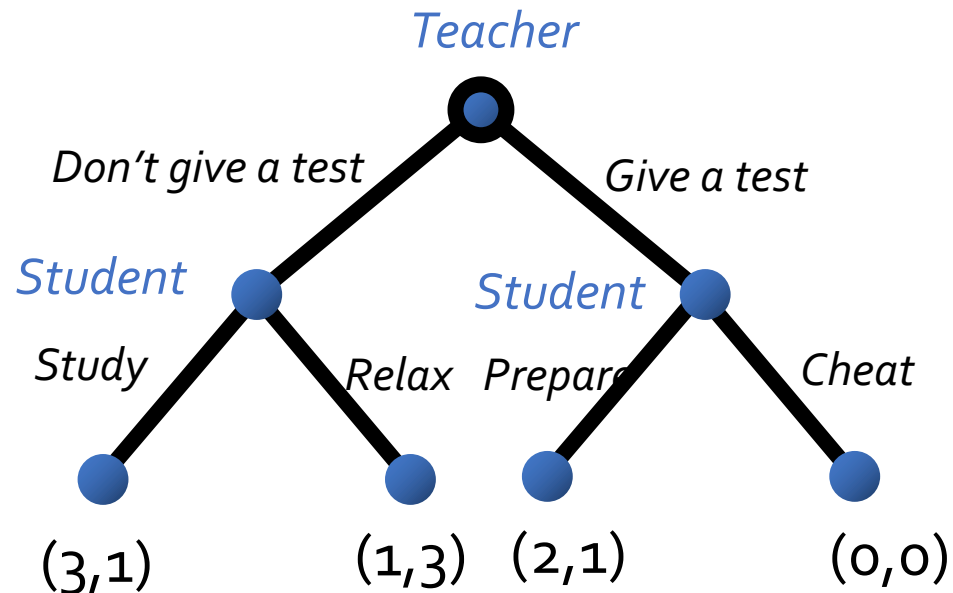 Teacher
Don't give a test
Give a test
Student
Student
Study
Relax
Prepare
Cheat
(3,1)
(1,3)
(2,1)
(0,0)